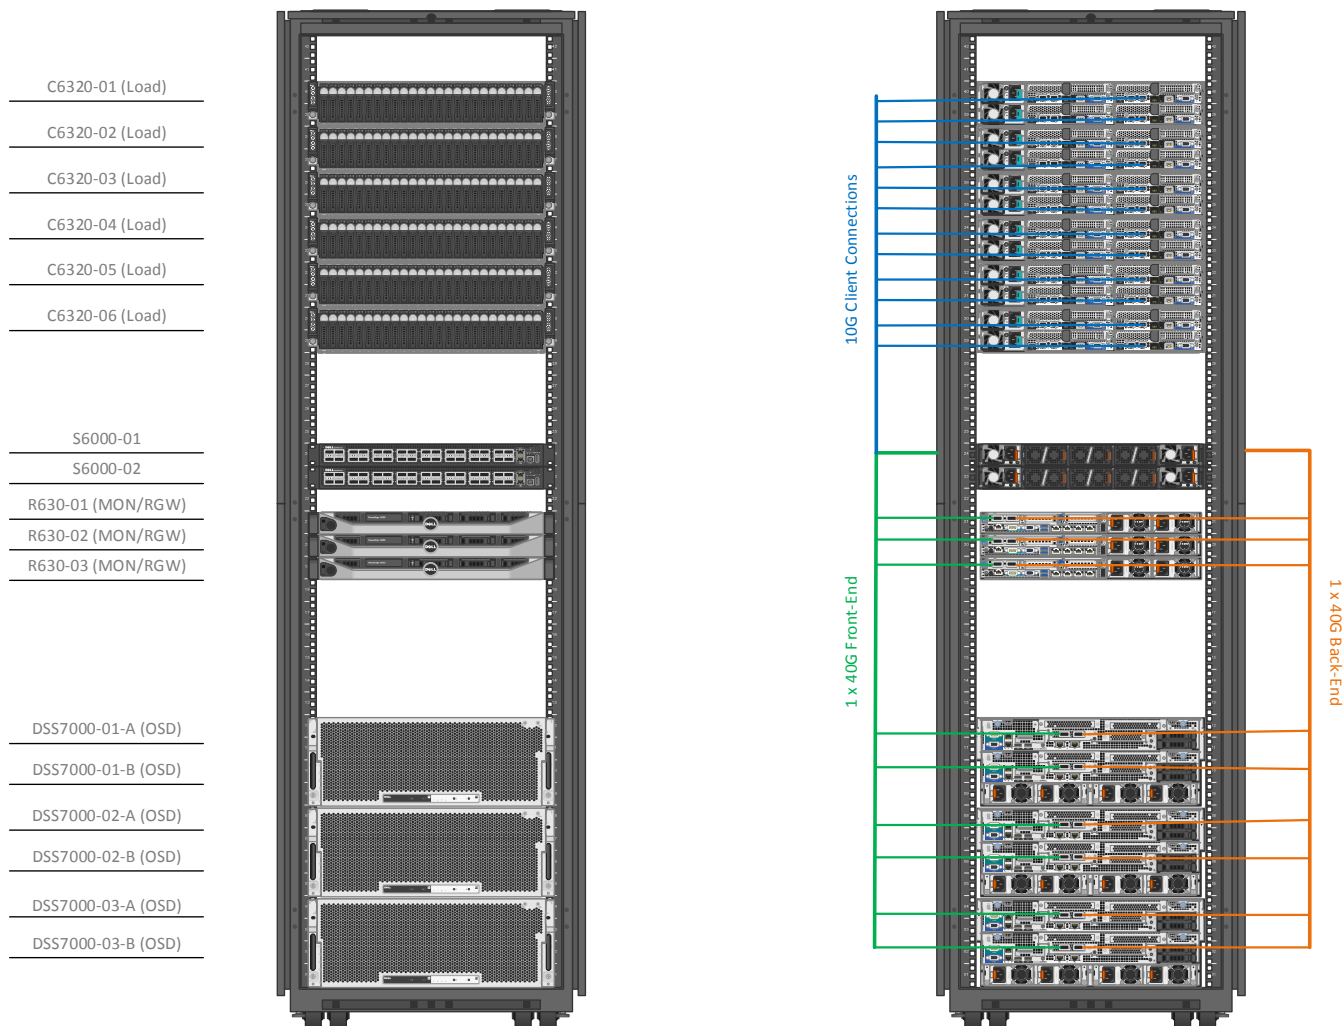 C6320-01 (Load)
C6320-02 (Load)
C6320-03 (Load)
C6320-04 (Load)
C6320-05 (Load)
C6320-06 (Load)
S6000-01
S6000-02
R630-01 (MON/RGW)
R630-02 (MON/RGW)
R630-03 (MON/RGW)
DSS7000-01-A (OSD)
DSS7000-01-B (OSD)
DSS7000-02-A (OSD)
DSS7000-02-B (OSD)
DSS7000-03-A (OSD)
DSS7000-03-B (OSD)
DELL
DELL
DELL
10G Client Connections
1 x 40G Front-End
1 x 40G Back-End